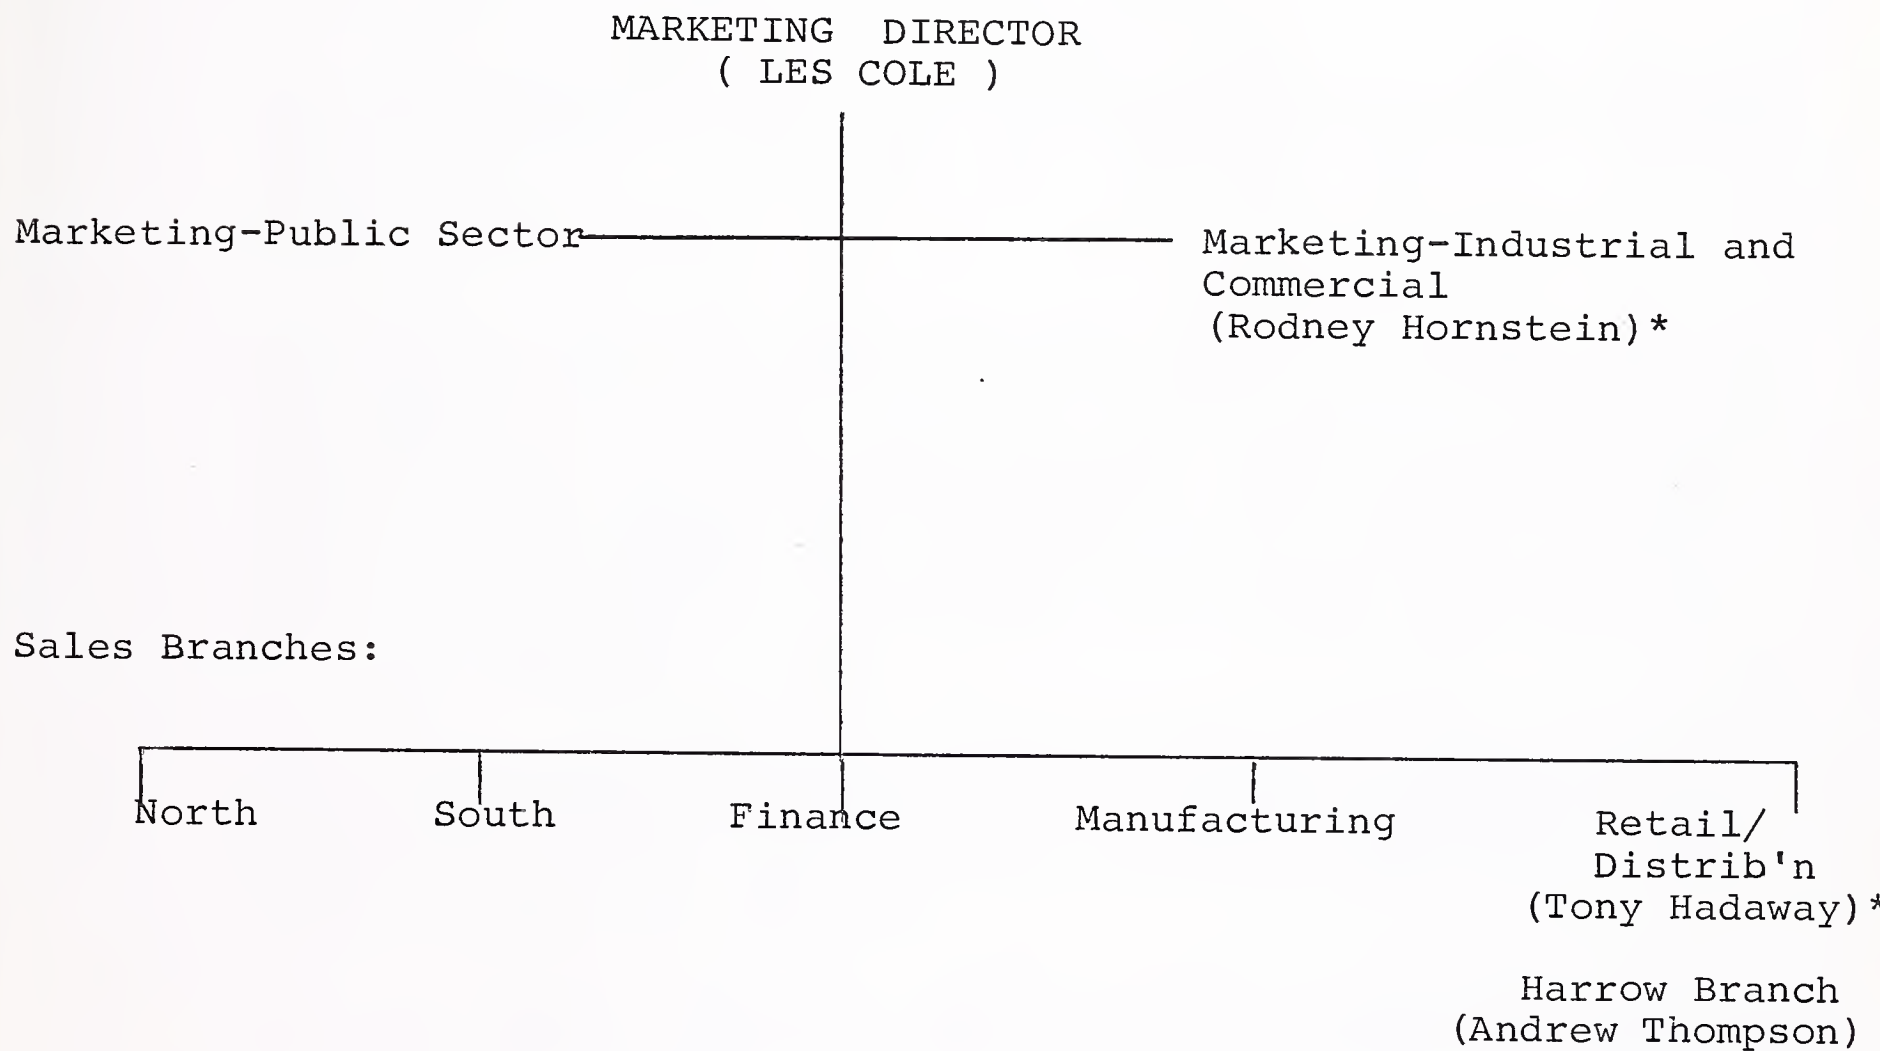 MARKETING DIRECTOR
( LES COLE )
Marketing-Public Sector
Marketing-Industrial and
Commercial
(Rodney Hornstein)*
Sales Branches:
North South Finance Manufacturing Retail/
Distrib'n
(Tony Hadaway)*
Harrow Branch
(Andrew Thompson)